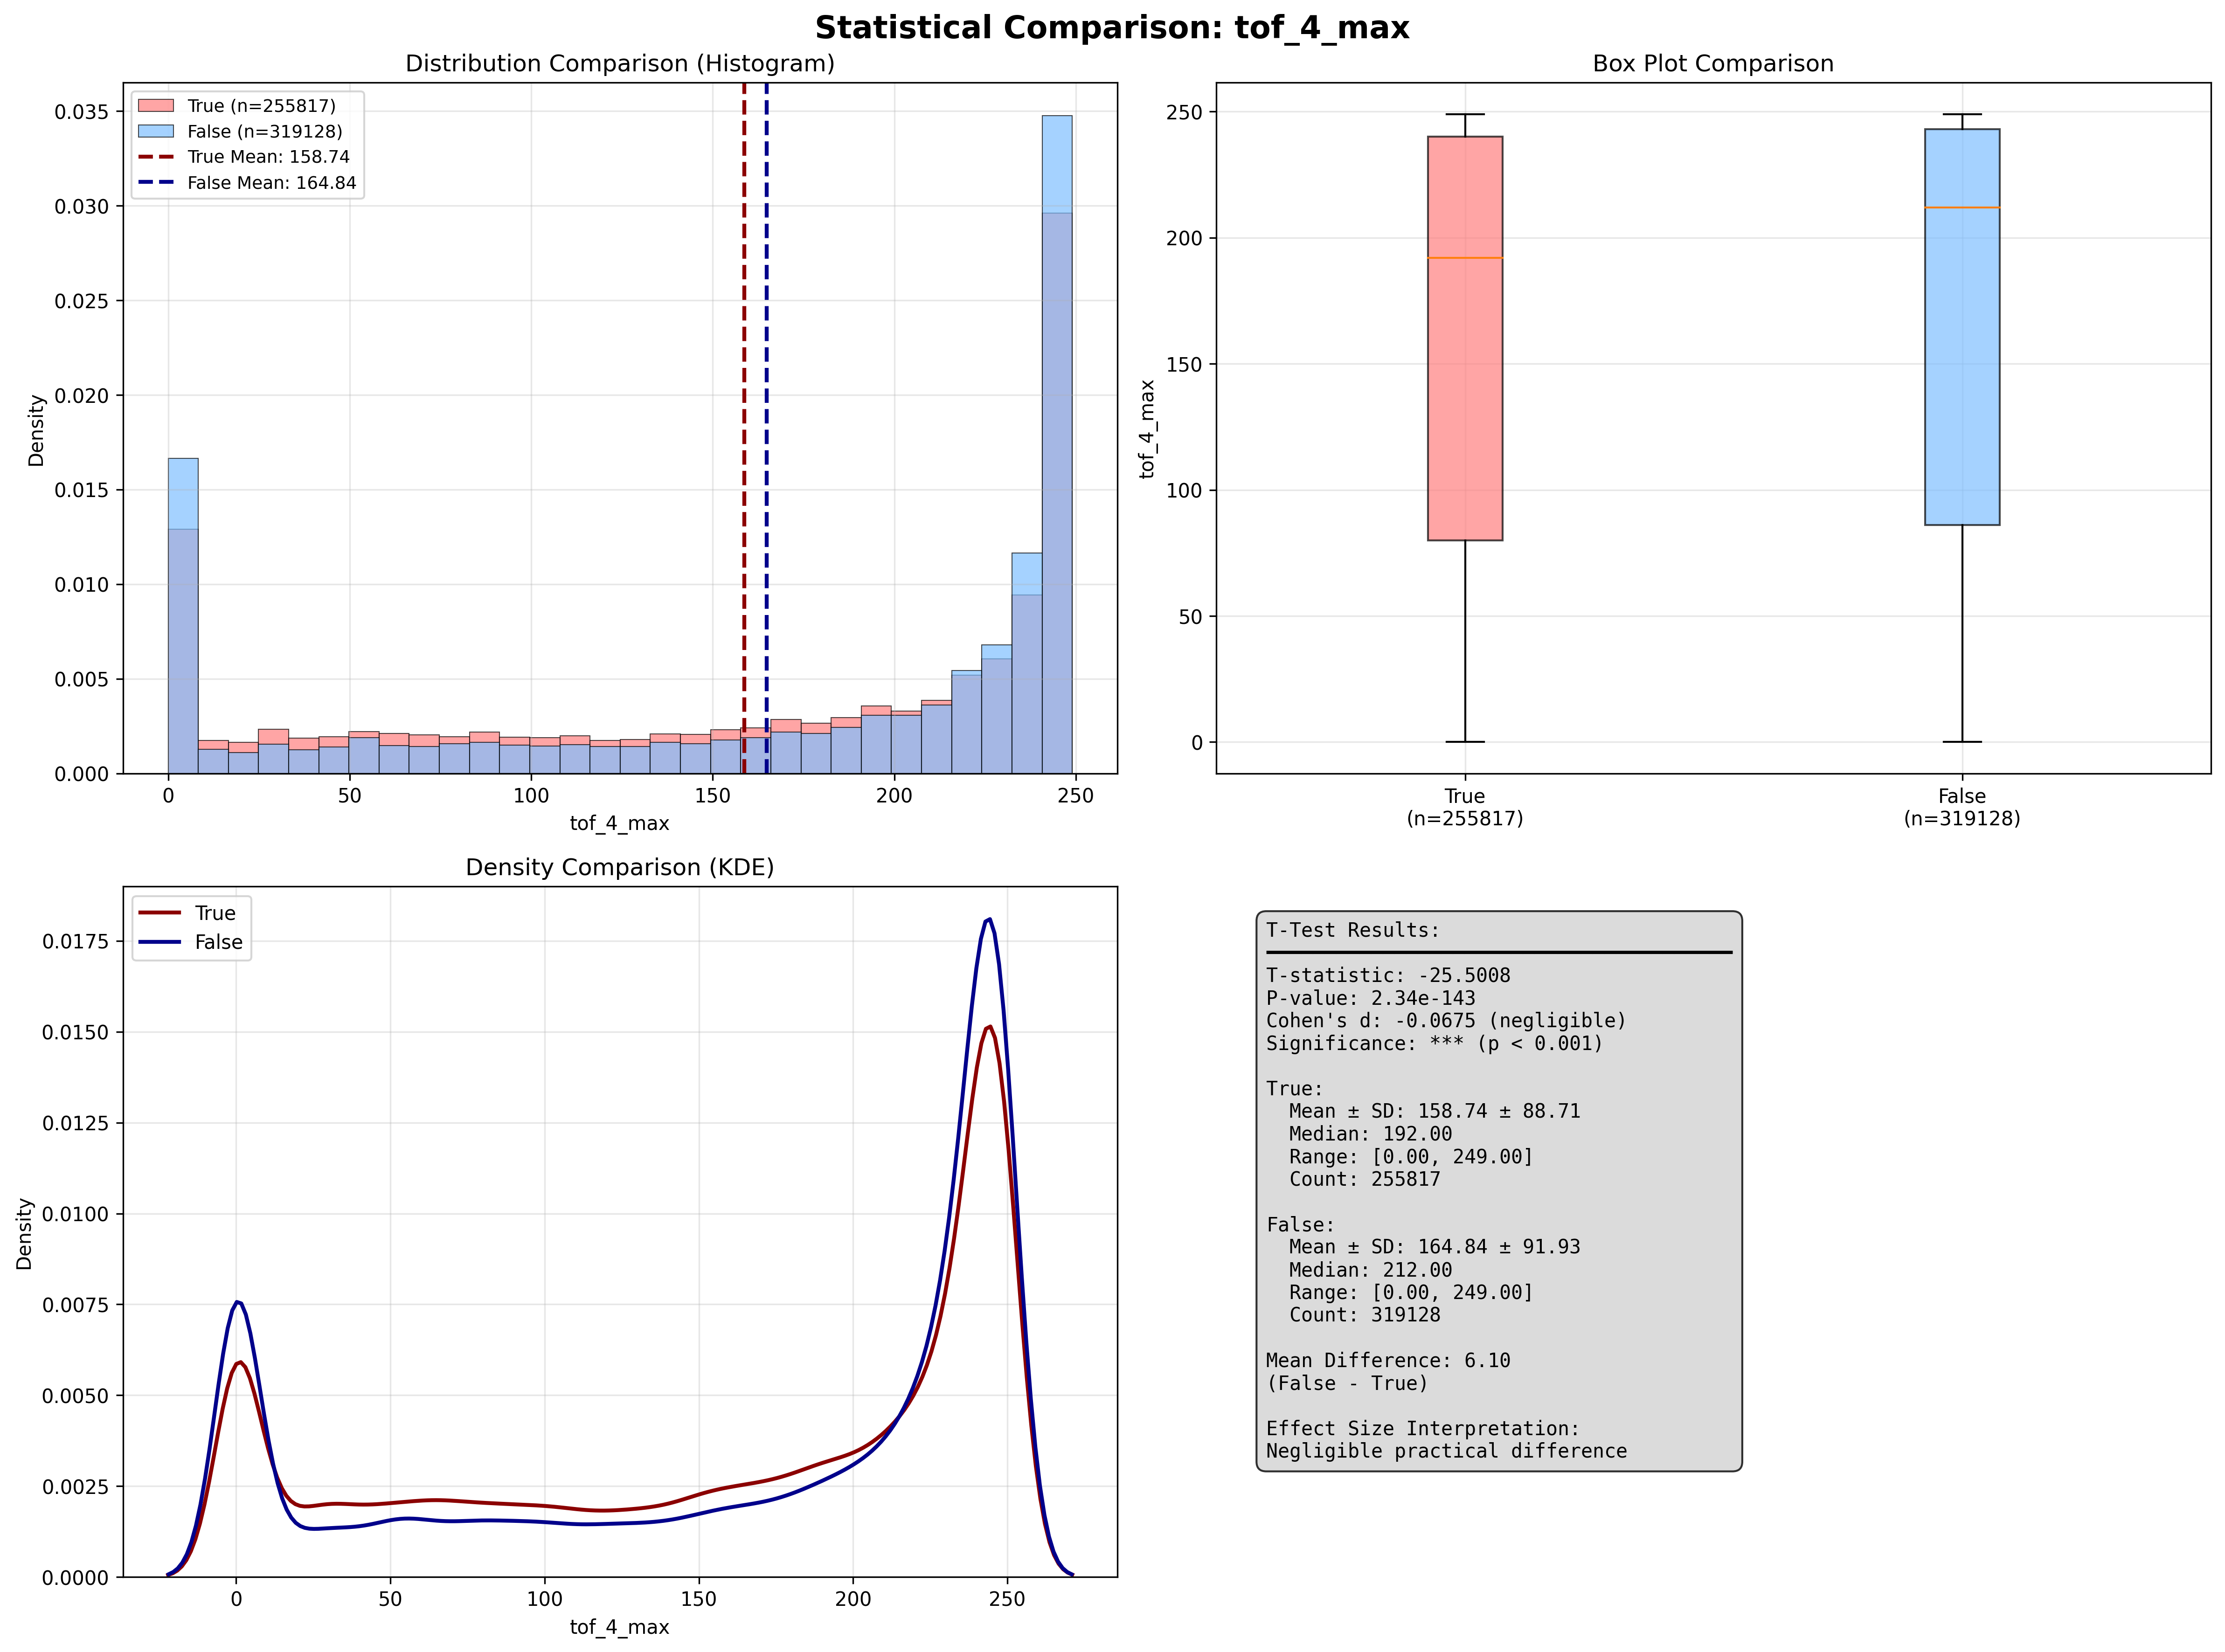 Statistical Comparison: tof_4_max
Distribution Comparison (Histogram)
True (n=255817)
False (n=319128)
True Mean: 158.74
False Mean: 164.84
Density
0.035
0.030
0.025
0.020
0.015
0.010
0.005
0.000
0 50 100 150 200 250
tof_4_max
Box Plot Comparison
tof_4_max
250
200
150
100
50
0
True
(n=255817)
False
(n=319128)
Density Comparison (KDE)
True
False
Density
0.0175
0.0150
0.0125
0.0100
0.0075
0.0050
0.0025
0.0000
0 50 100 150 200 250
tof_4_max
T-Test Results:
T-statistic: -25.5008
P-value: 2.34e-143
Cohen's d: -0.0675 (negligible)
Significance: *** (p < 0.001)
True:
Mean ± SD: 158.74 ± 88.71
Median: 192.00
Range: [0.00, 249.00]
Count: 255817
False:
Mean ± SD: 164.84 ± 91.93
Median: 212.00
Range: [0.00, 249.00]
Count: 319128
Mean Difference: 6.10
(False - True)
Effect Size Interpretation:
Negligible practical difference